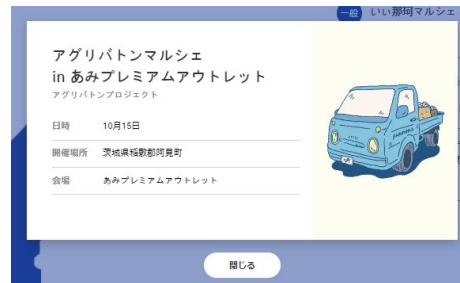 一般 いい那珂マルシェ
アグリバトンマルシェ
in あみプレミアムアウトレット
アグリバトンプロジェクト
日時 10月15日
開催場所 茨城県稲敷郡阿見町
会場 あみプレミアムアウトレット
閉じる